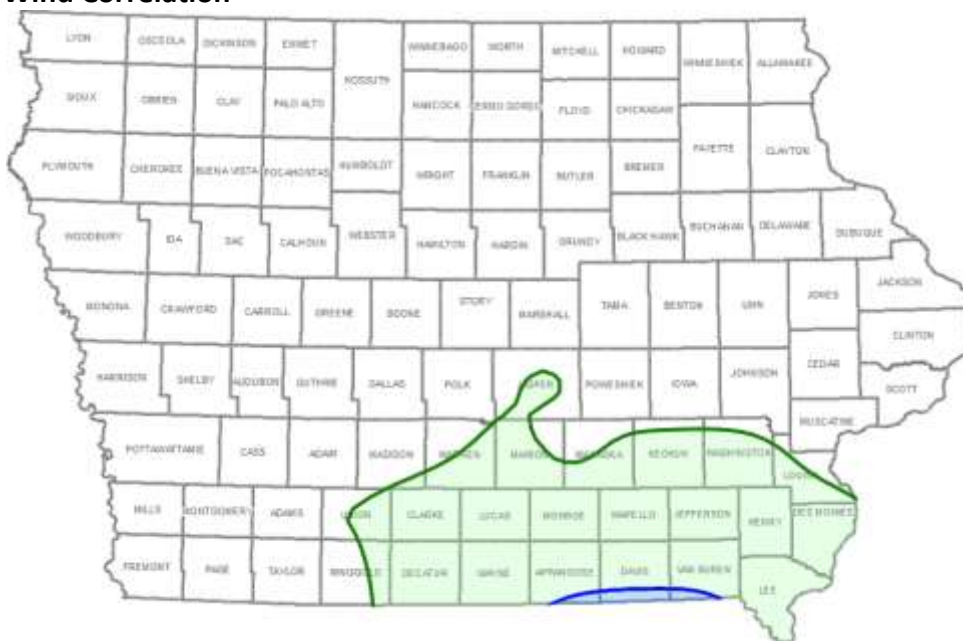 Wind Correlation
LYON OSCEOLA DICKINSON EMMET WINNEBAGO WORTH MITCHELL HOWARD WINNESHIEK ALLAMAKEE
KOSSUTH
SIOUX OBRIEN CLAY PALO ALTO HANCOCK CERRO GORDO FLOYD CHICKASAW
PLYMOUTH CHEROKEE BUENA VISTA POCAHONTAS HUMBOLDT WRIGHT FRANKLIN BUTLER BREMER FAYETTE CLAYTON
WOODBURY IDA SAC CALHOUN WEBSTER HAMILTON HARDIN GRUNDY BLACK HAWK BUCHANAN DELAWARE DUBUQUE
MONONA CRAWFORD CARROLL GREENE BOONE STORY MARSHALL TAMA BENTON LINN JONES JACKSON
CLINTON
HARRISON SHELBY AUDUBON GUTHRIE DALLAS POLK JASPER POWESHIEK IOWA JOHNSON CEDAR SCOTT
MUSCATINE
POTTAWATTAMIE CASS ADAIR MADISON WARREN MARION MAHASKA KEOKUK WASHINGTON LOUISA
MILLS MONTGOMERY ADAMS UNION CLARKE LUCAS MONROE WAPELLO JEFFERSON HENRY DES MOINES
FREMONT PAGE TAYLOR RINGGOLD DECATUR WAYNE APPANOOSE DAVIS VAN BUREN LEE